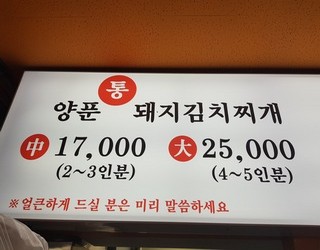 양푼 통 돼지김치찌개
中 17,000 大 25,000
(2~3인분) (4~5인분)
※얼큰하게 드실 분은 미리 말씀하세요